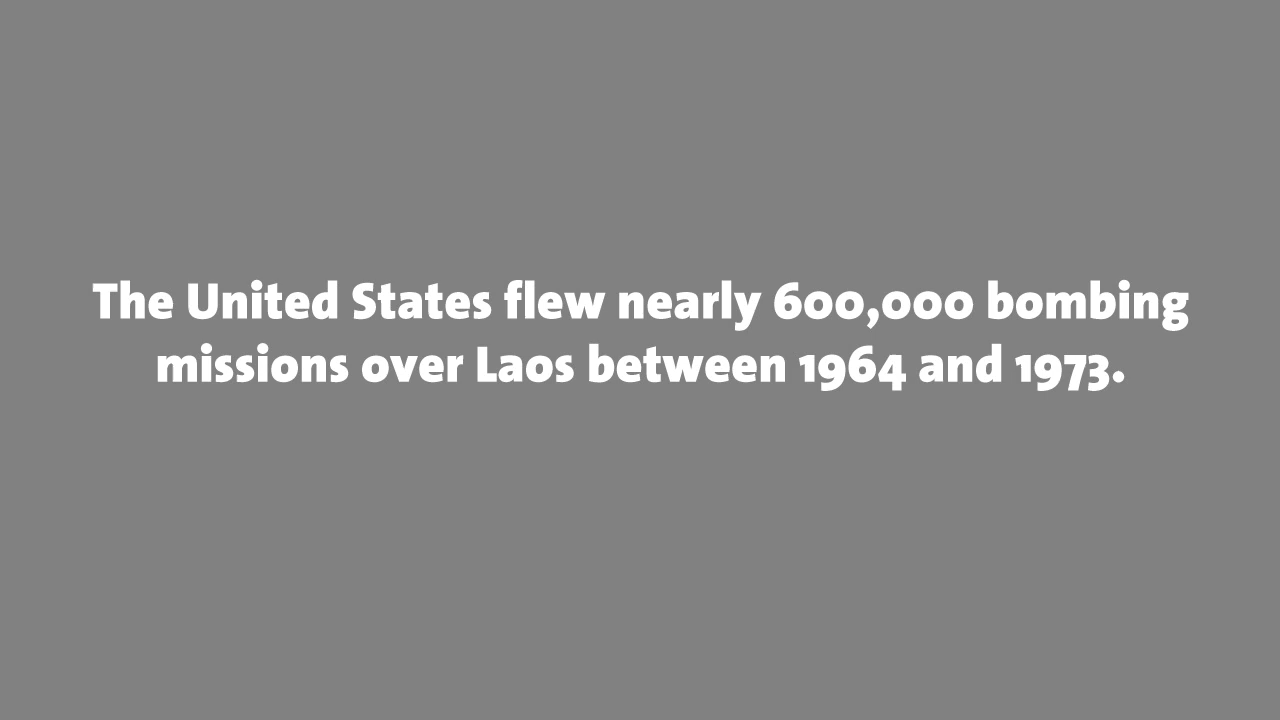 The United States flew nearly 600,000 bombing
missions over Laos between 1964 and 1973.